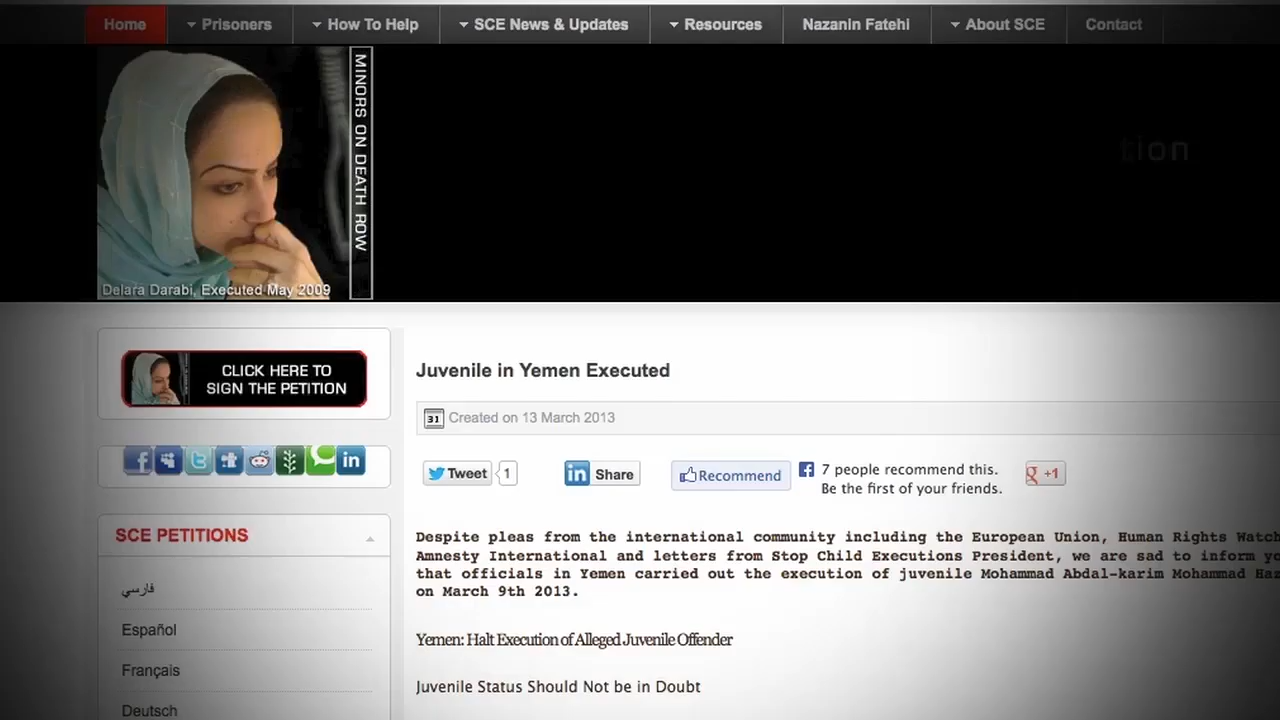 Home
Prisoners
How To Help
SCE News & Updates
Resources
Nazanin Fatehi
About SCE
Contact
MINORS ON DEATH ROW
tion
Delara Darabi, Executed May 2009
CLICK HERE TO
SIGN THE PETITION
Juvenile in Yemen Executed
31 Created on 13 March 2013
Tweet 1
in Share
Recommend
7 people recommend this.
Be the first of your friends.
+1
Despite pleas from the international community including the European Union, Human Rights Watch
Amnesty International and letters from Stop Child Executions President, we are sad to inform
that officials in Yemen carried out the execution of juvenile Mohammad Abdal-karim Mohammad
on March 9th 2013.
SCE PETITIONS
فارسي
Español
Français
Deutsch
Yemen: Halt Execution of Alleged Juvenile Offender
Juvenile Status Should Not be in Doubt